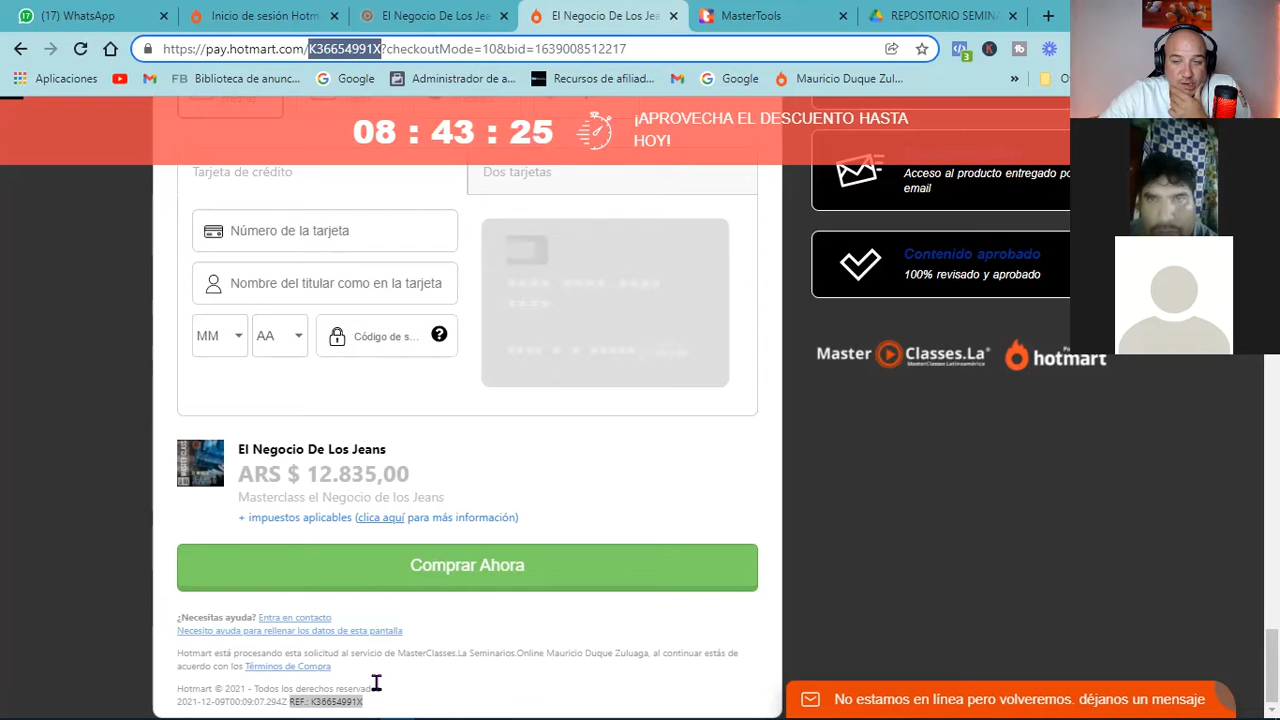 (17) WhatsApp
Inicio de sesión Hotm
El Negocio De Los Jean
El Negocio De Los Jea
MasterTools
REPOSITORIO SEMINA
https://pay.hotmart.com/K36654991X?checkoutMode=10&bid=1639008512217
3
Aplicaciones
Biblioteca de anunc...
Google
Administrador de a...
Recursos de afiliad...
Google
Mauricio Duque Zul...
»
08 : 43 : 25
¡APROVECHA EL DESCUENTO HASTA
HOY!
Tarjeta de crédito
Dos tarjetas
Acceso al producto entregado po
email
Número de la tarjeta
Contenido aprobado
100% revisado y aprobado
Nombre del titular como en la tarjeta
MM
AA
Código de s...
Master Classes.La
MasterClasses Latinoamérica
hotmart
El Negocio De Los Jeans
ARS $ 12.835,00
Masterclass el Negocio de los Jeans
+ impuestos aplicables (clica aquí para más información)
Comprar Ahora
¿Necesitas ayuda? Entra en contacto
Necesito ayuda para rellenar los datos de esta pantalla
Hotmart está procesando esta solicitud al servicio de MasterClasses.La Seminarios.Online Mauricio Duque Zuluaga, al continuar estás de
acuerdo con los Términos de Compra
Hotmart © 2021 - Todos los derechos reservad
2021-12-09T00:09:07.294Z REF.: K36654991X
No estamos en línea pero volveremos. déjanos un mensaje